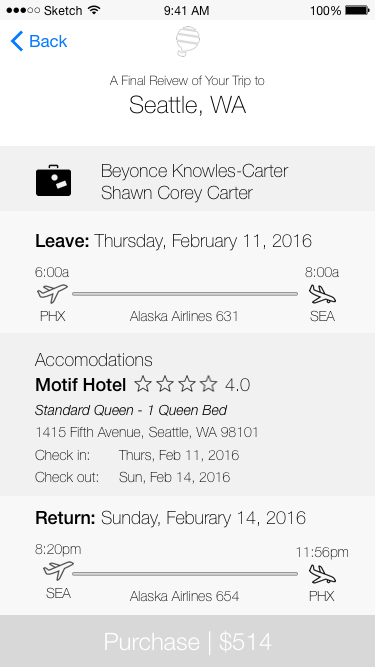 Sketch 9:41 AM 100%
Back
A Final Reivew of Your Trip to
Seattle, WA
Beyonce Knowles-Carter
Shawn Corey Carter
Leave: Thursday, February 11, 2016
6:00a 8:00a
PHX Alaska Airlines 631 SEA
Accomodations
Motif Hotel 4.0
Standard Queen - 1 Queen Bed
1415 Fifth Avenue, Seattle, WA 98101
Check in: Thurs, Feb 11, 2016
Check out: Sun, Feb 14, 2016
Return: Sunday, Feburary 14, 2016
8:20pm 11:56pm
SEA Alaska Airlines 654 PHX
Purchase | $514